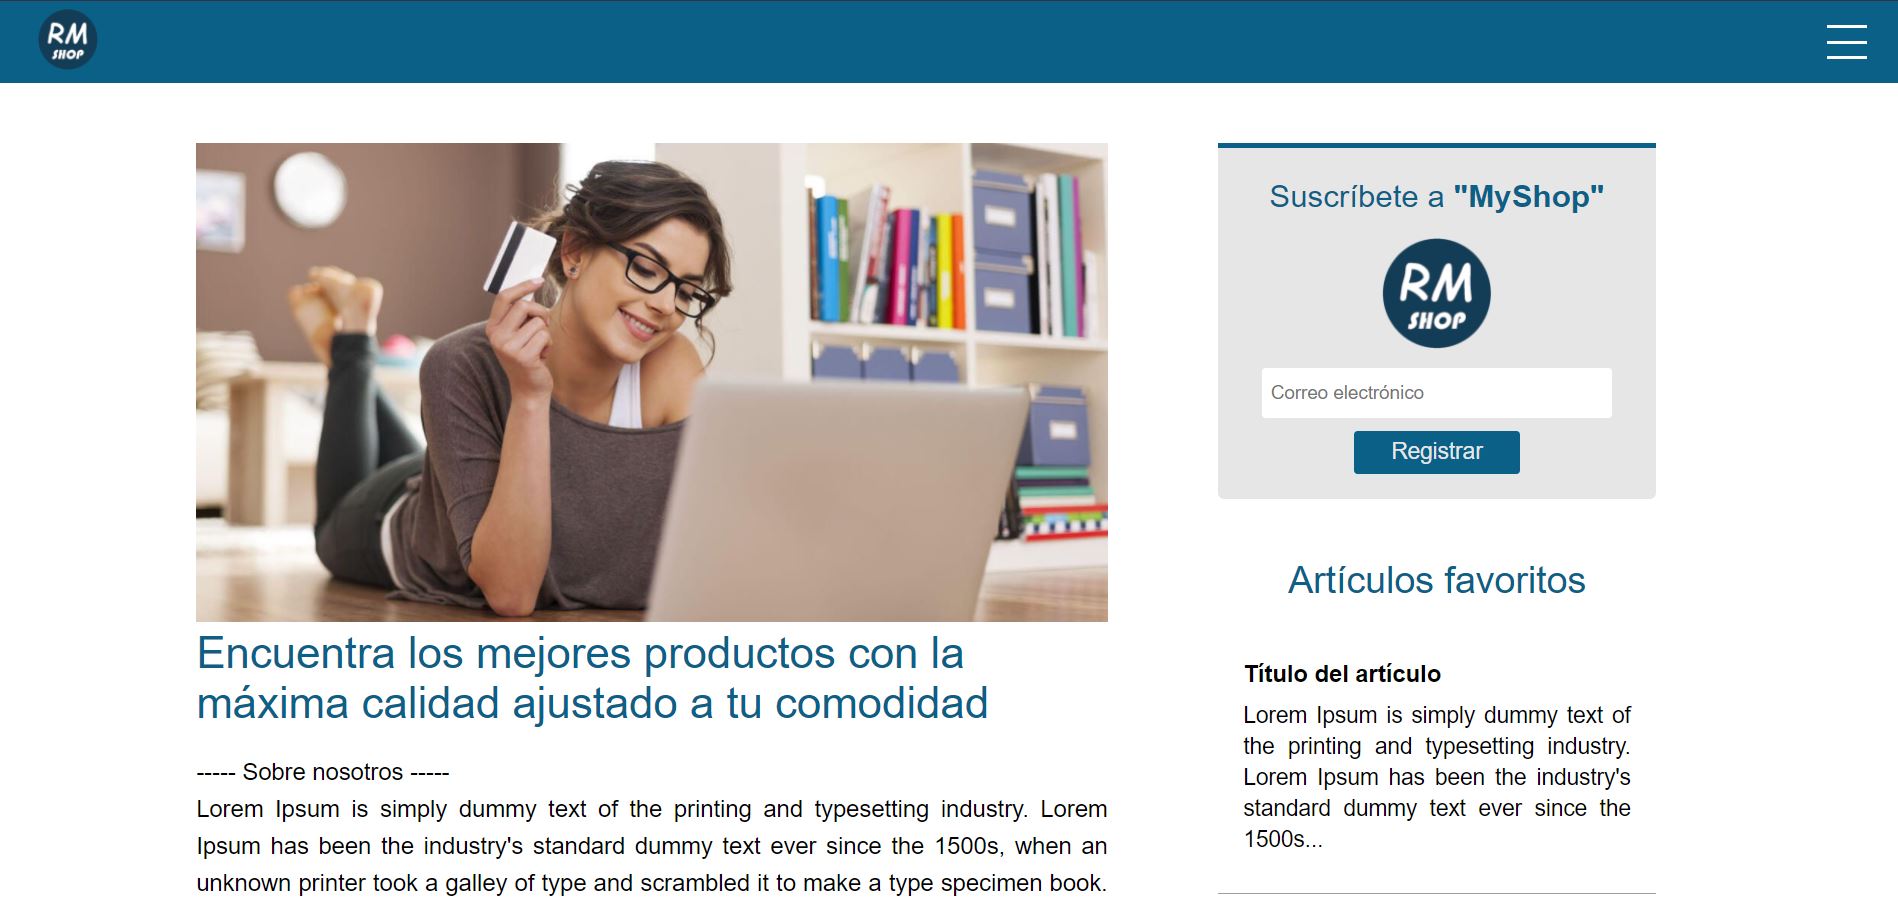 RM
SHOP
Encuentra los mejores productos con la
máxima calidad ajustado a tu comodidad
----- Sobre nosotros -----
Lorem Ipsum is simply dummy text of the printing and typesetting industry. Lorem
Ipsum has been the industry's standard dummy text ever since the 1500s, when an
unknown printer took a galley of type and scrambled it to make a type specimen book.
Suscríbete a "MyShop"
RM
SHOP
Correo electrónico
Registrar
Artículos favoritos
Título del artículo
Lorem Ipsum is simply dummy text of
the printing and typesetting industry.
Lorem Ipsum has been the industry's
standard dummy text ever since the
1500s...